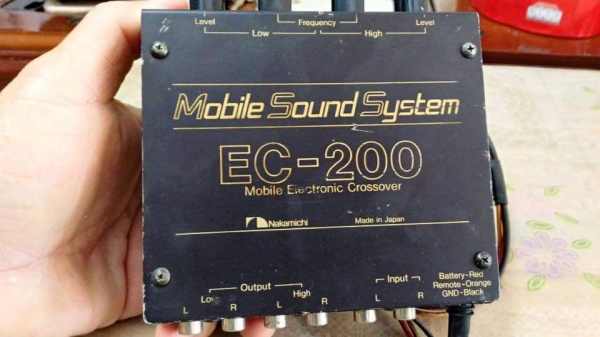 Level Frequency Level
Low High
Mobile Sound System
EC-200
Mobile Electronic Crossover
Nakamichi Made in Japan
Output Input
Low High
L R L R L R
Battery-Red
Remote-Orange
GND-Black